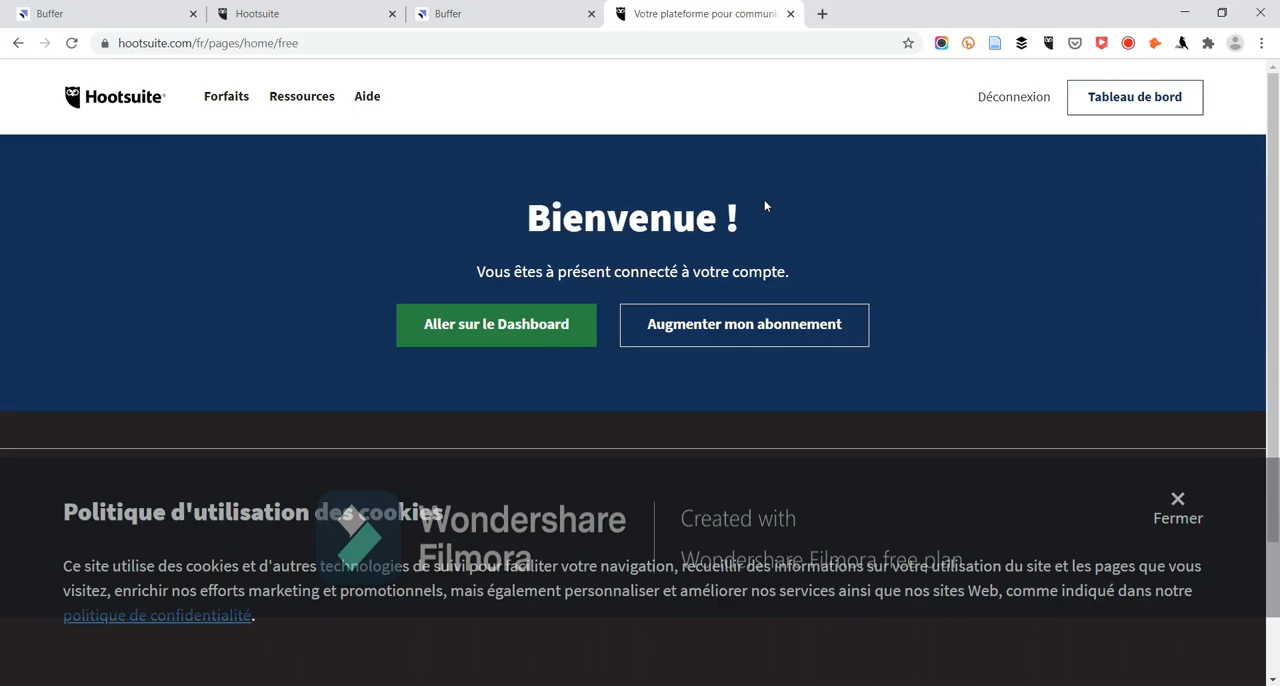 Buffer
Hootsuite
Buffer
Votre plateforme pour communi
hootsuite.com/fr/pages/home/free
Hootsuite
Forfaits
Ressources
Aide
Déconnexion
Tableau de bord
Bienvenue !
Vous êtes à présent connecté à votre compte.
Aller sur le Dashboard
Augmenter mon abonnement
Politique d'utilisation des cookies
Fermer
Wondershare
Filmora
Created with
Wondershare Filmora free plan
Ce site utilise des cookies et d'autres technologies de suivi pour faciliter votre navigation, recueillir des informations sur votre utilisation du site et les pages que vous
visitez, enrichir nos efforts marketing et promotionnels, mais également personnaliser et améliorer nos services ainsi que nos sites Web, comme indiqué dans notre
politique de confidentialité.